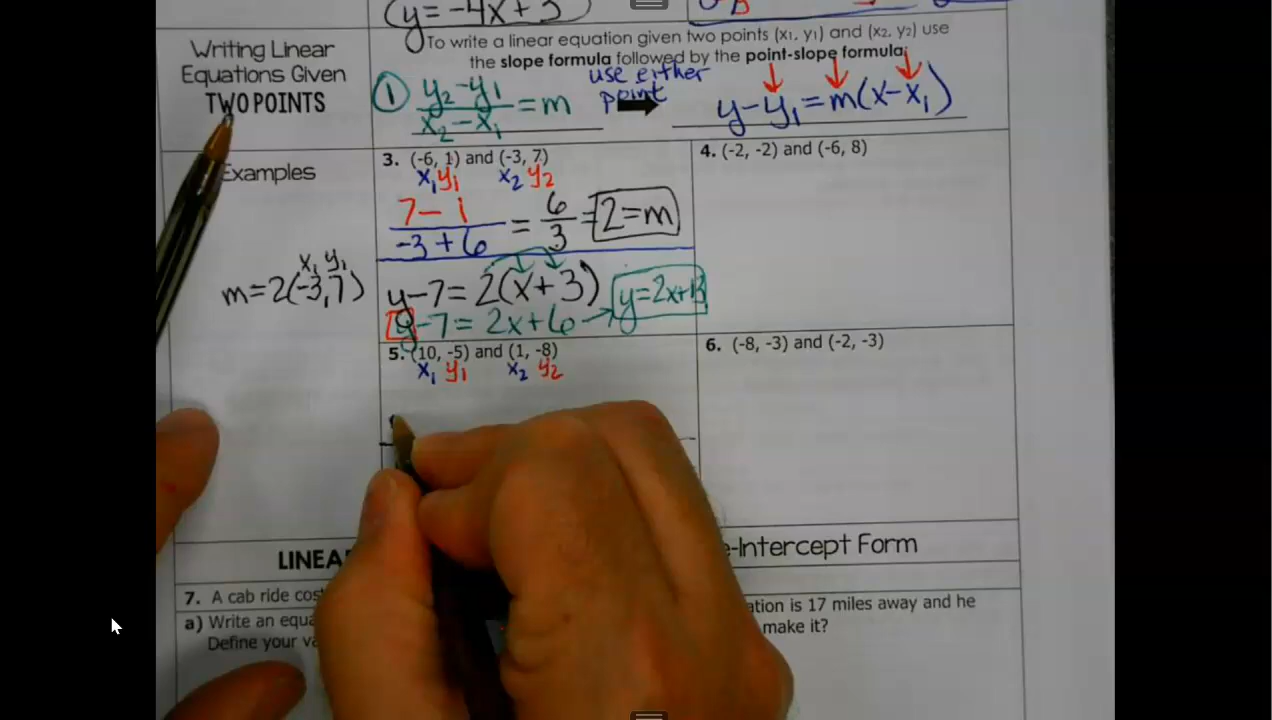 y = -4x + 5
Writing Linear
Equations Given
TWO POINTS
To write a linear equation given two points (x₁, y₁) and (x₂, y₂) use
the slope formula followed by the point-slope formula
① y₂ - y₁ / x₂ - x₁ = m
use either
point
y - y₁ = m(x - x₁)
Examples
m = 2 (-3, 7)
x₁ y₁
3. (-6, 1) and (-3, 7)
x₁ y₁ x₂ y₂
7 - 1 / -3 + 6 = 6 / 3 = 2 = m
y - 7 = 2(x + 3)
y - 7 = 2x + 6 → y = 2x + 13
4. (-2, -2) and (-6, 8)
5. (10, -5) and (1, -8)
x₁ y₁ x₂ y₂
6. (-8, -3) and (-2, -3)
LINEA
e-Intercept Form
7. A cab ride cos
a) Write an equa
Define your va
ation is 17 miles away and he
make it?